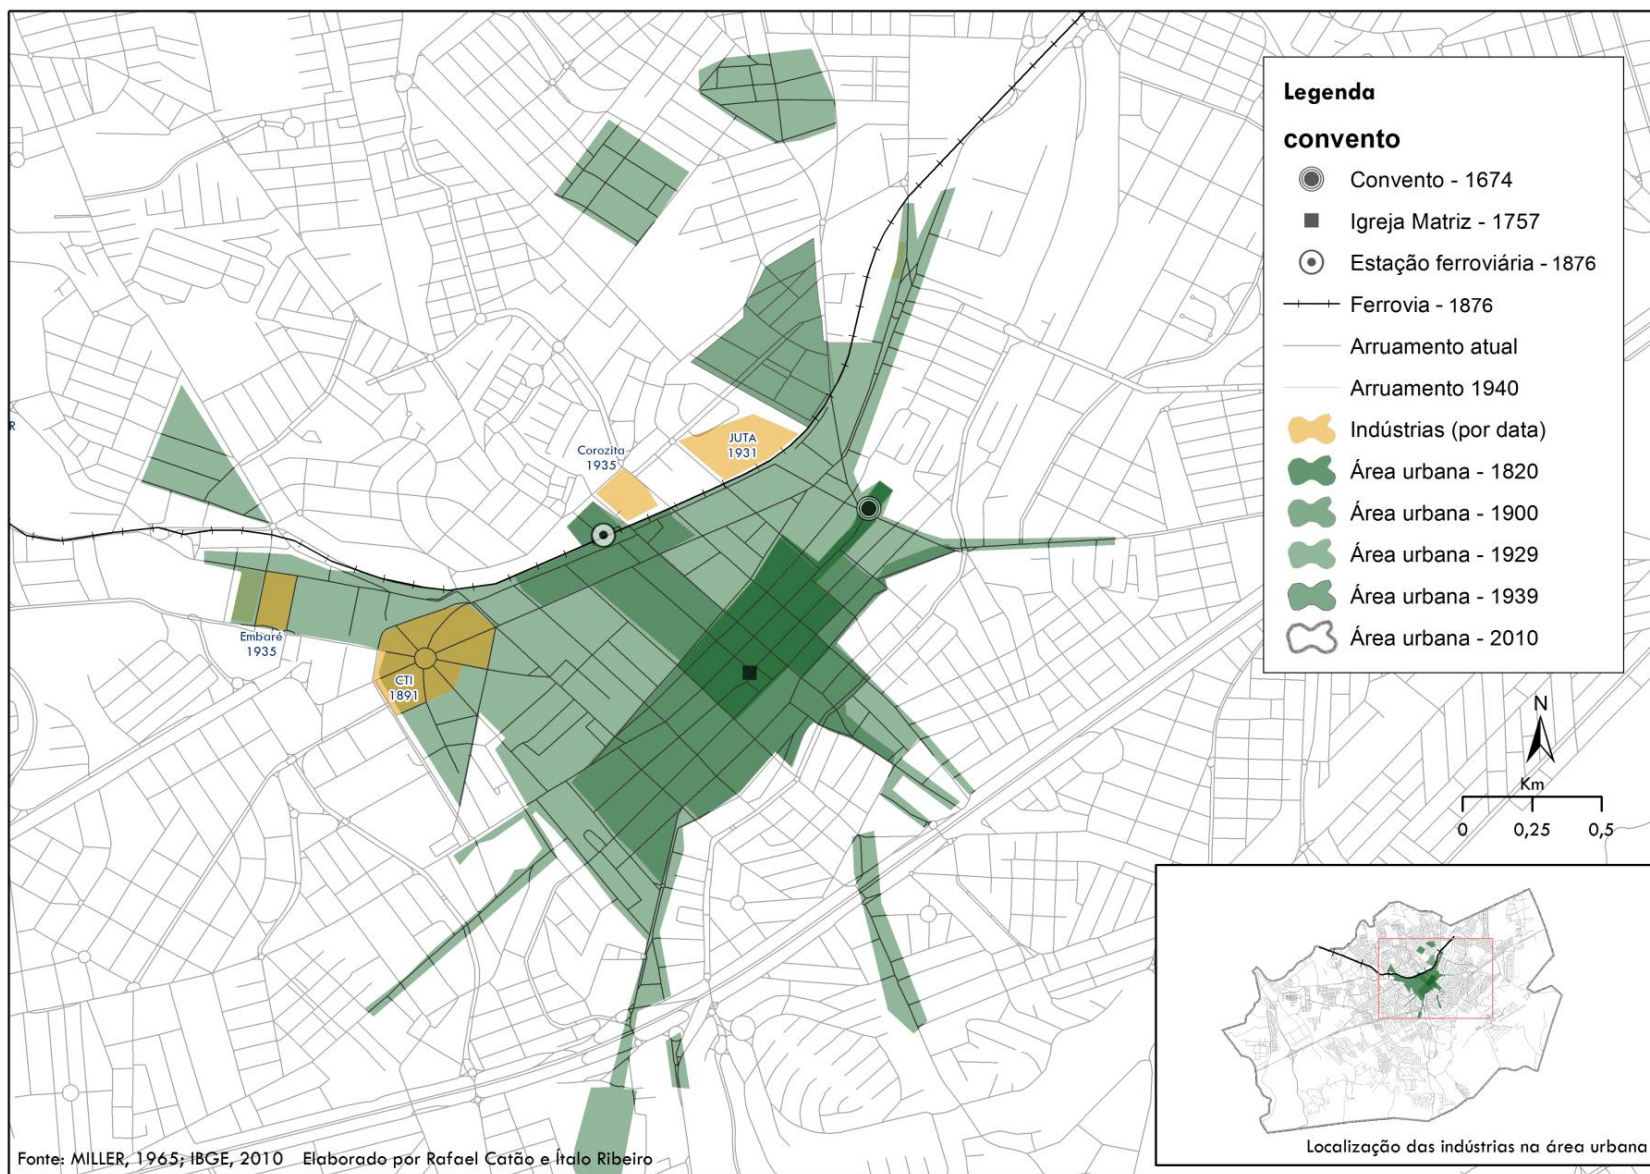 Legenda
convento
Convento - 1674
Igreja Matriz - 1757
Estação ferroviária - 1876
Ferrovia - 1876
Arruamento atual
Arruamento 1940
Indústrias (por data)
Área urbana - 1820
Área urbana - 1900
Área urbana - 1929
Área urbana - 1939
Área urbana - 2010
R
JUTA
1931
Corozita
1935
Embaré
1935
CTI
1891
N
Km
0 0,25 0,5
Localização das indústrias na área urbana
Fonte: MILLER, 1965; IBGE, 2010 Elaborado por Rafael Catão e Ítalo Ribeiro